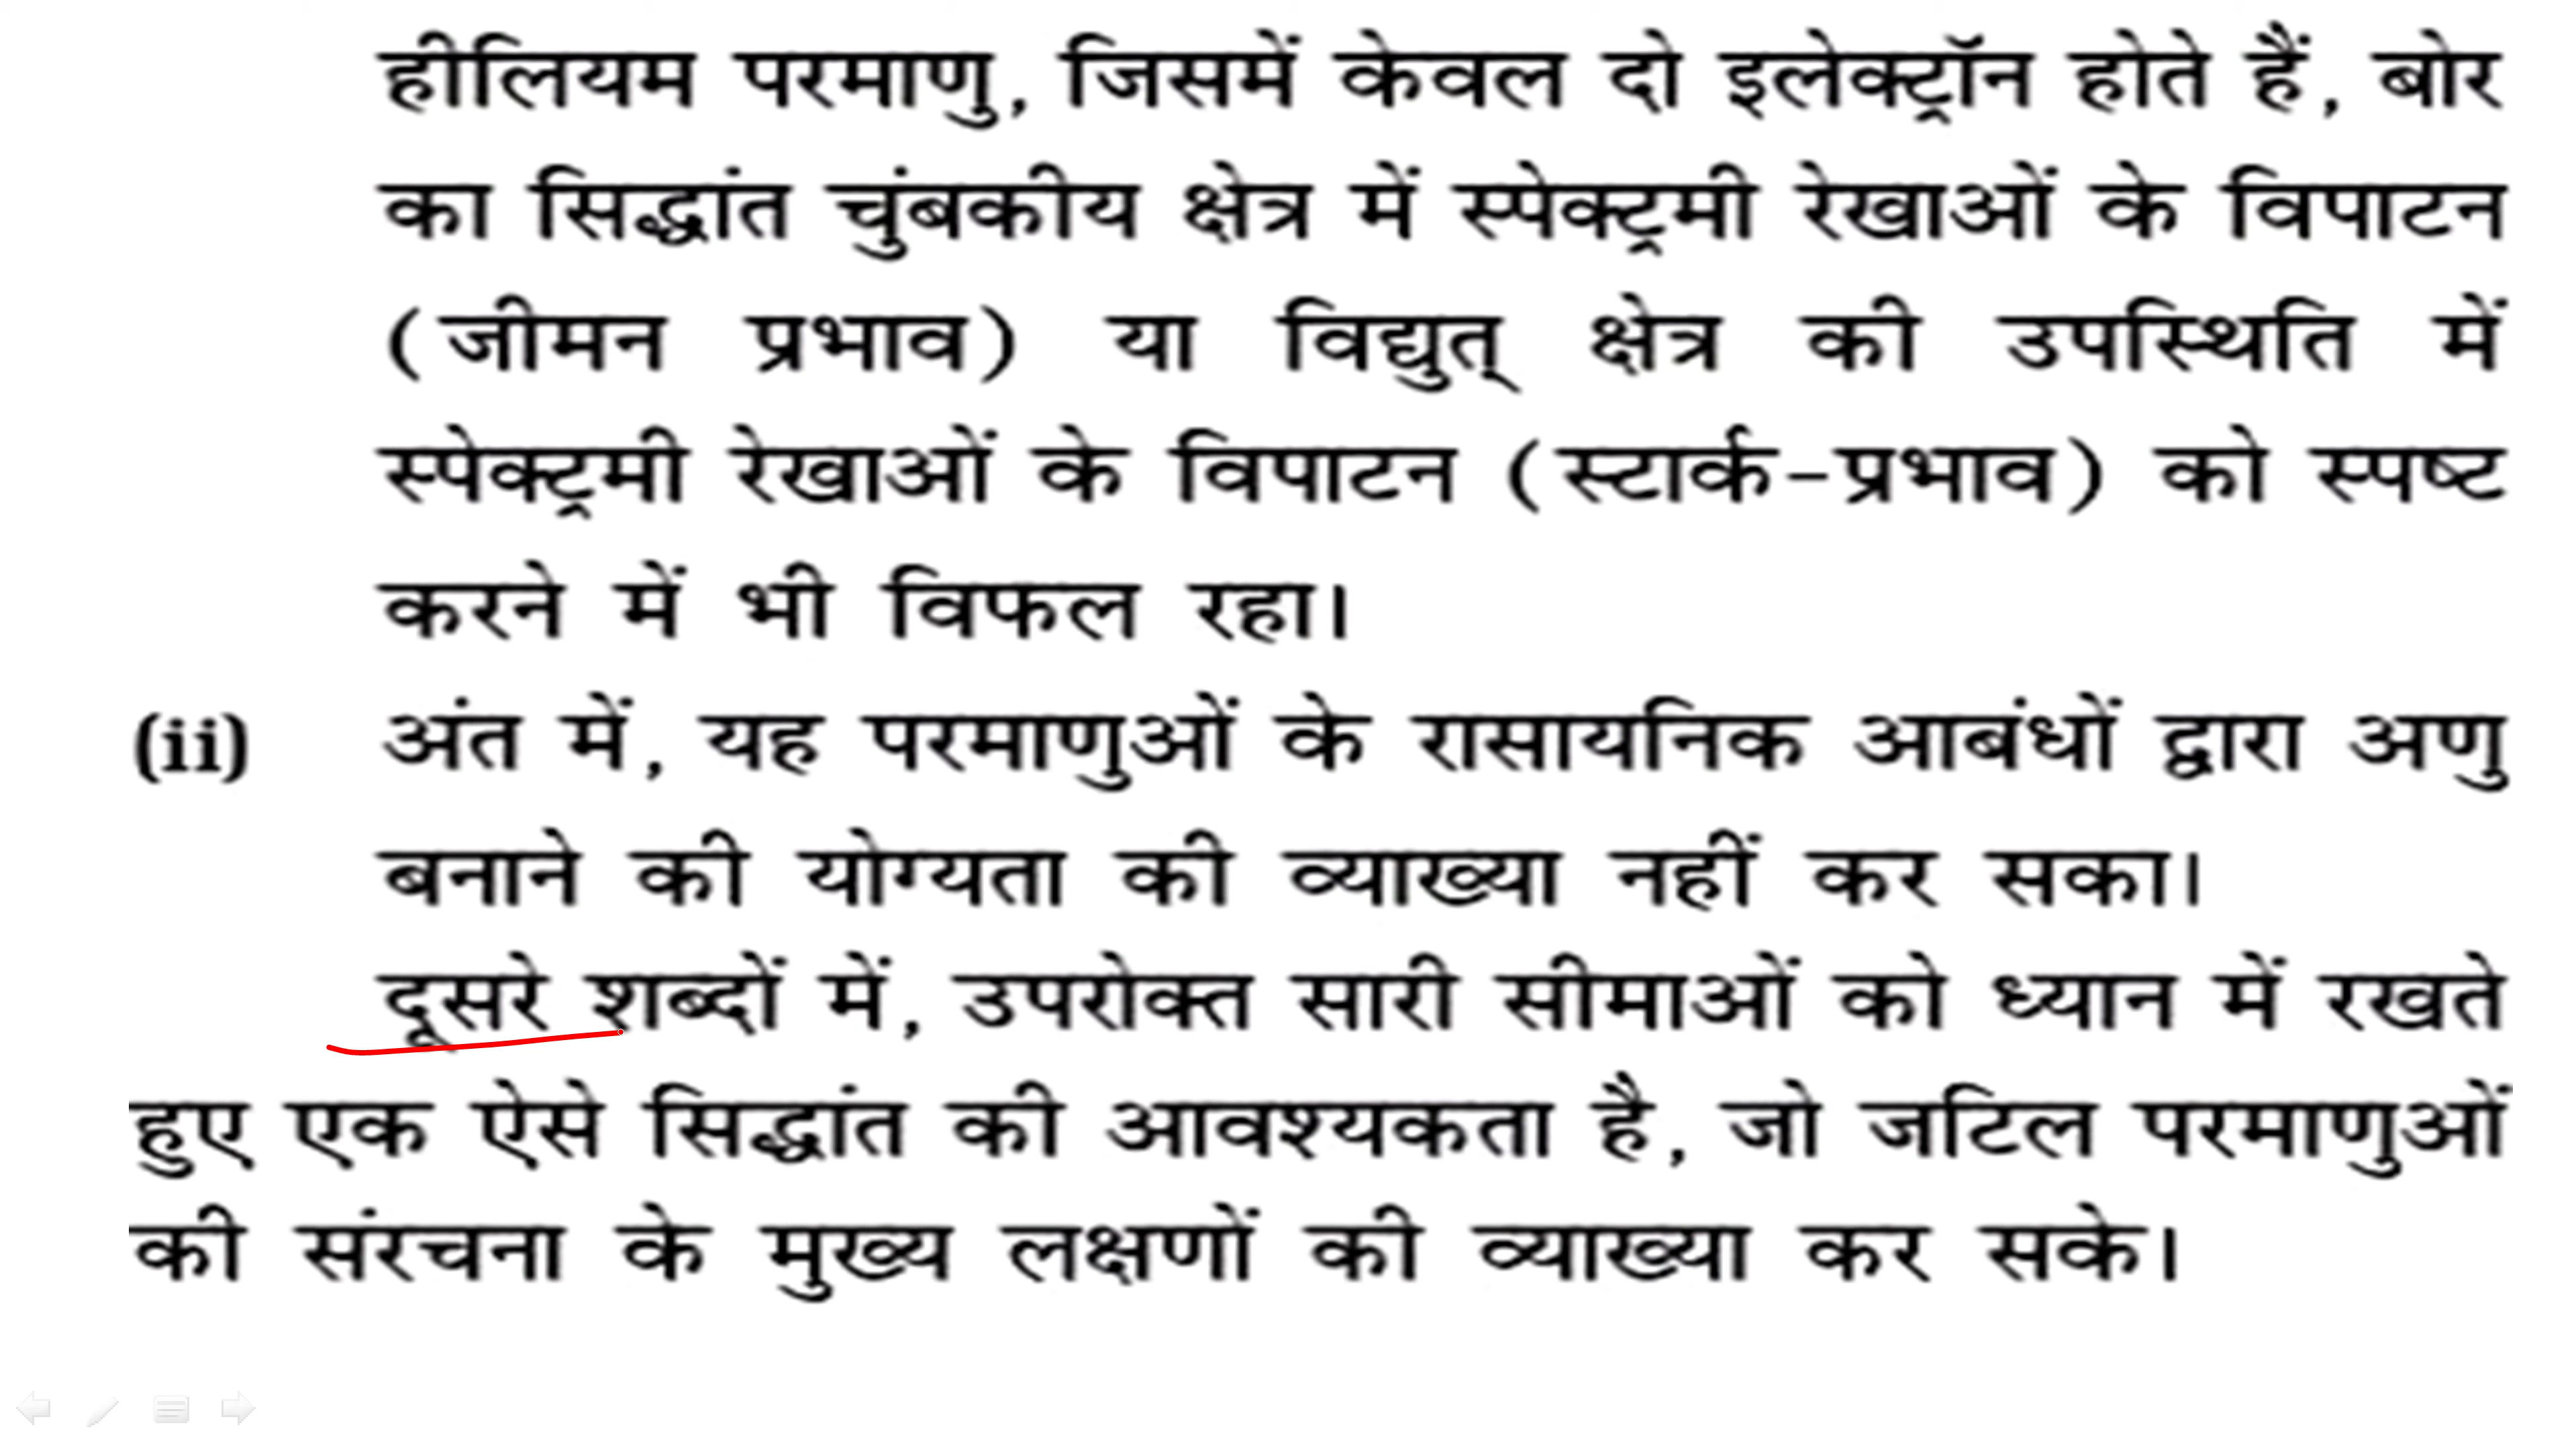 हीलियम परमाणु, जिसमें केवल दो इलेक्ट्रॉन होते हैं, बोर
का सिद्धांत चुंबकीय क्षेत्र में स्पेक्ट्रमी रेखाओं के विपाटन
(जीमन प्रभाव) या विद्युत् क्षेत्र की उपस्थिति में
स्पेक्ट्रमी रेखाओं के विपाटन (स्टार्क-प्रभाव) को स्पष्ट
करने में भी विफल रहा।
(ii) अंत में, यह परमाणुओं के रासायनिक आबंधों द्वारा अणु
बनाने की योग्यता की व्याख्या नहीं कर सका।
दूसरे शब्दों में, उपरोक्त सारी सीमाओं को ध्यान में रखते
हुए एक ऐसे सिद्धांत की आवश्यकता है, जो जटिल परमाणुओं
की संरचना के मुख्य लक्षणों की व्याख्या कर सके।